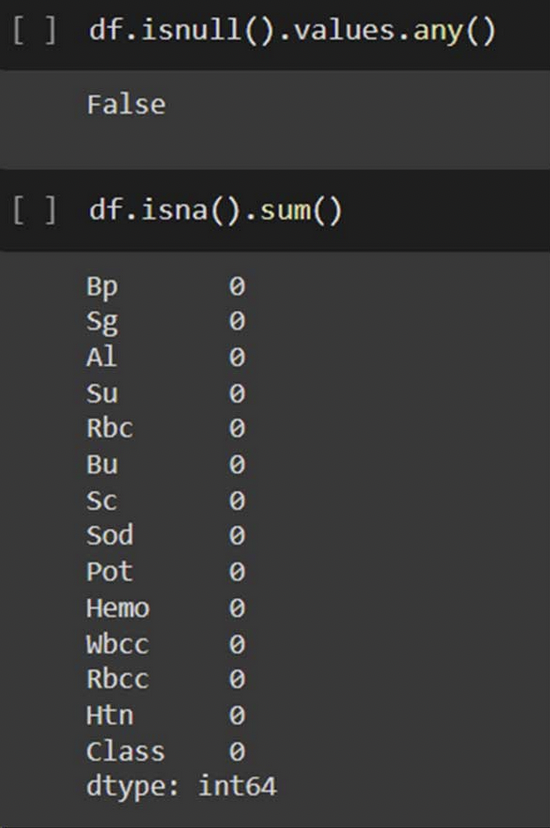 [ ] df.isnull().values.any()
False
[ ] df.isna().sum()
Bp 0
Sg 0
Al 0
Su 0
Rbc 0
Bu 0
Sc 0
Sod 0
Pot 0
Hemo 0
Wbcc 0
Rbcc 0
Htn 0
Class 0
dtype: int64